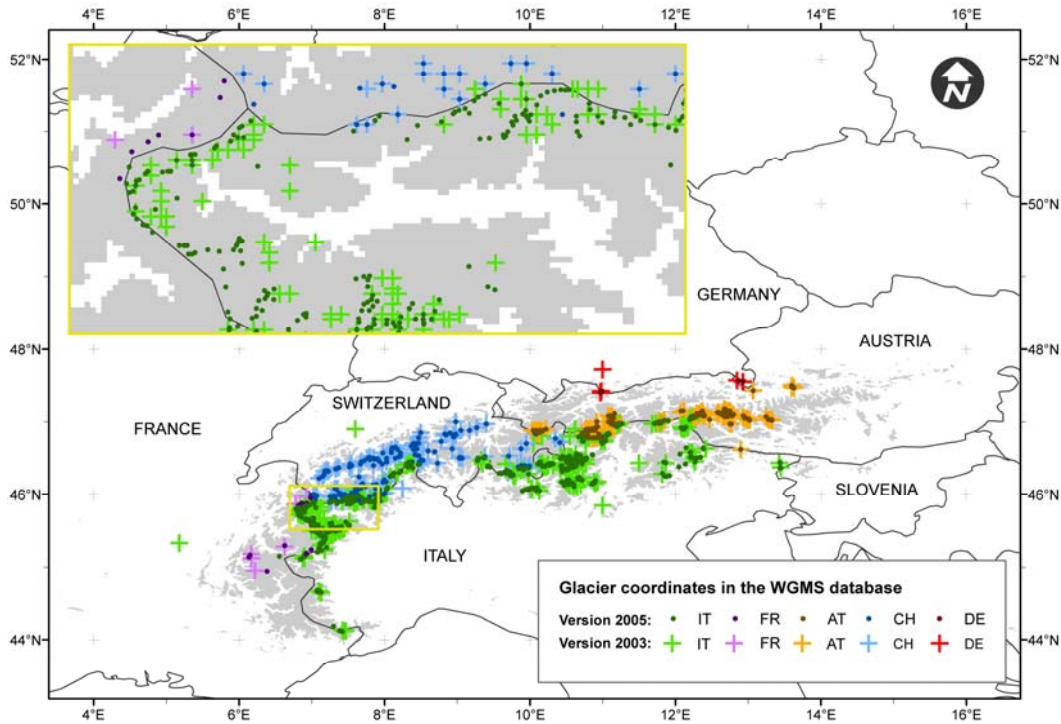 4°E 6°E 8°E 10°E 12°E 14°E 16°E
52°N 52°N
N
50°N 50°N
GERMANY
AUSTRIA
48°N 48°N
SWITZERLAND
FRANCE
46°N 46°N
SLOVENIA
ITALY
Glacier coordinates in the WGMS database
Version 2005: IT FR AT CH DE
Version 2003: IT FR AT CH DE
44°N 44°N
4°E 6°E 8°E 10°E 12°E 14°E 16°E